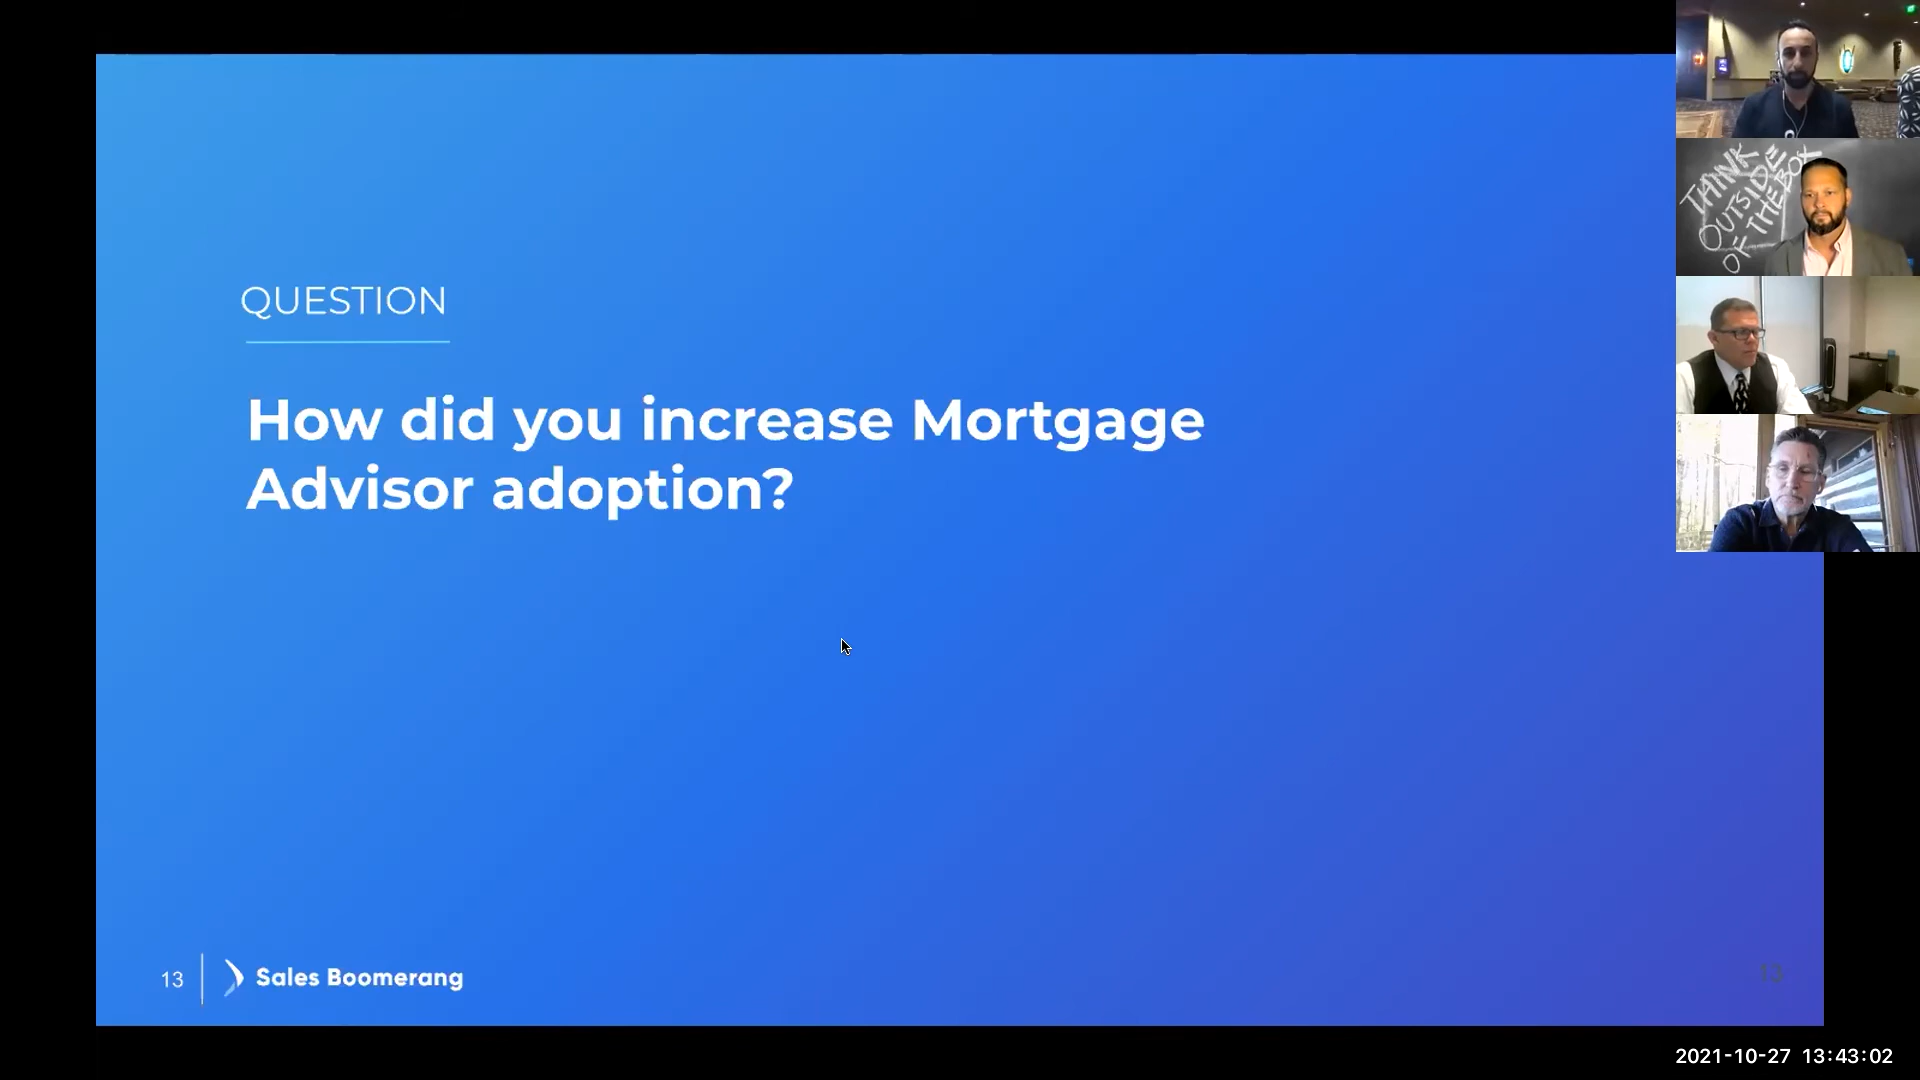 QUESTION
How did you increase Mortgage
Advisor adoption?
13
Sales Boomerang
13
THINK
OUTSIDE
OF THE BOX
2021-10-27 13:43:02